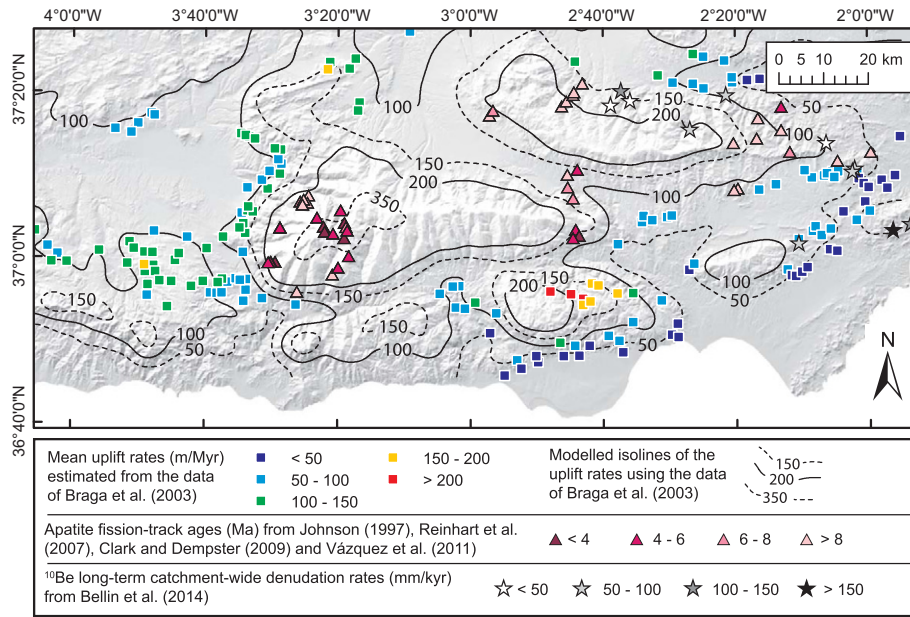 4°0'0"W 3°40'0"W 3°20'0"W 3°0'0"W 2°40'0"W 2°20'0"W 2°0'0"W
0 5 10 20 km
37°20'0"N
37°0'0"N
36°40'0"N
100
100
150
200
50
100
150
200
350
100
150
150
200
100
50
150
100
50
150
100
50
N
Mean uplift rates (m/Myr)
estimated from the data
of Braga et al. (2003)
< 50
50 - 100
100 - 150
150 - 200
> 200
Modelled isolines of the
uplift rates using the data
of Braga et al. (2003)
150
200
350
Apatite fission-track ages (Ma) from Johnson (1997), Reinhart et al.
(2007), Clark and Dempster (2009) and Vázquez et al. (2011)
< 4 4 - 6 6 - 8 > 8
¹⁰Be long-term catchment-wide denudation rates (mm/kyr)
from Bellin et al. (2014)
< 50 50 - 100 100 - 150 > 150